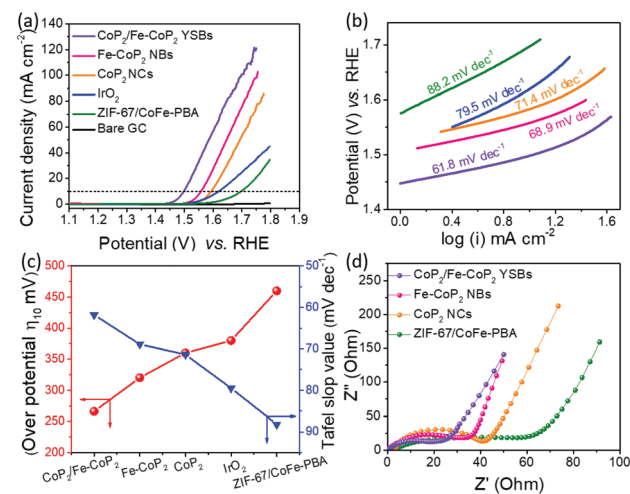 (a)
140
120
100
80
60
40
20
0
Current density (mA cm⁻²)
CoP₂/Fe-CoP₂ YSBs
Fe-CoP₂ NBs
CoP₂ NCs
IrO₂
ZIF-67/CoFe-PBA
Bare GC
1.1 1.2 1.3 1.4 1.5 1.6 1.7 1.8 1.9
Potential (V) vs. RHE
(b)
1.7
1.6
1.5
1.4
Potential (V) vs. RHE
88.2 mV dec⁻¹
79.5 mV dec⁻¹
71.4 mV dec⁻¹
68.9 mV dec⁻¹
61.8 mV dec⁻¹
0.0 0.4 0.8 1.2 1.6
log (i) mA cm⁻²
(c)
500
450
400
350
300
250
200
(Over potential η₁₀ mV)
50
60
70
80
90
Tafel slop value (mV dec⁻¹)
CoP₂/Fe-CoP₂
Fe-CoP₂
CoP₂
IrO₂
ZIF-67/CoFe-PBA
(d)
250
200
150
100
50
0
Z'' (Ohm)
CoP₂/Fe-CoP₂ YSBs
Fe-CoP₂ NBs
CoP₂ NCs
ZIF-67/CoFe-PBA
0 20 40 60 80 100
Z' (Ohm)